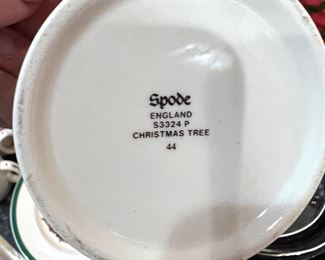 Spode
ENGLAND
S3324 P
CHRISTMAS TREE
44